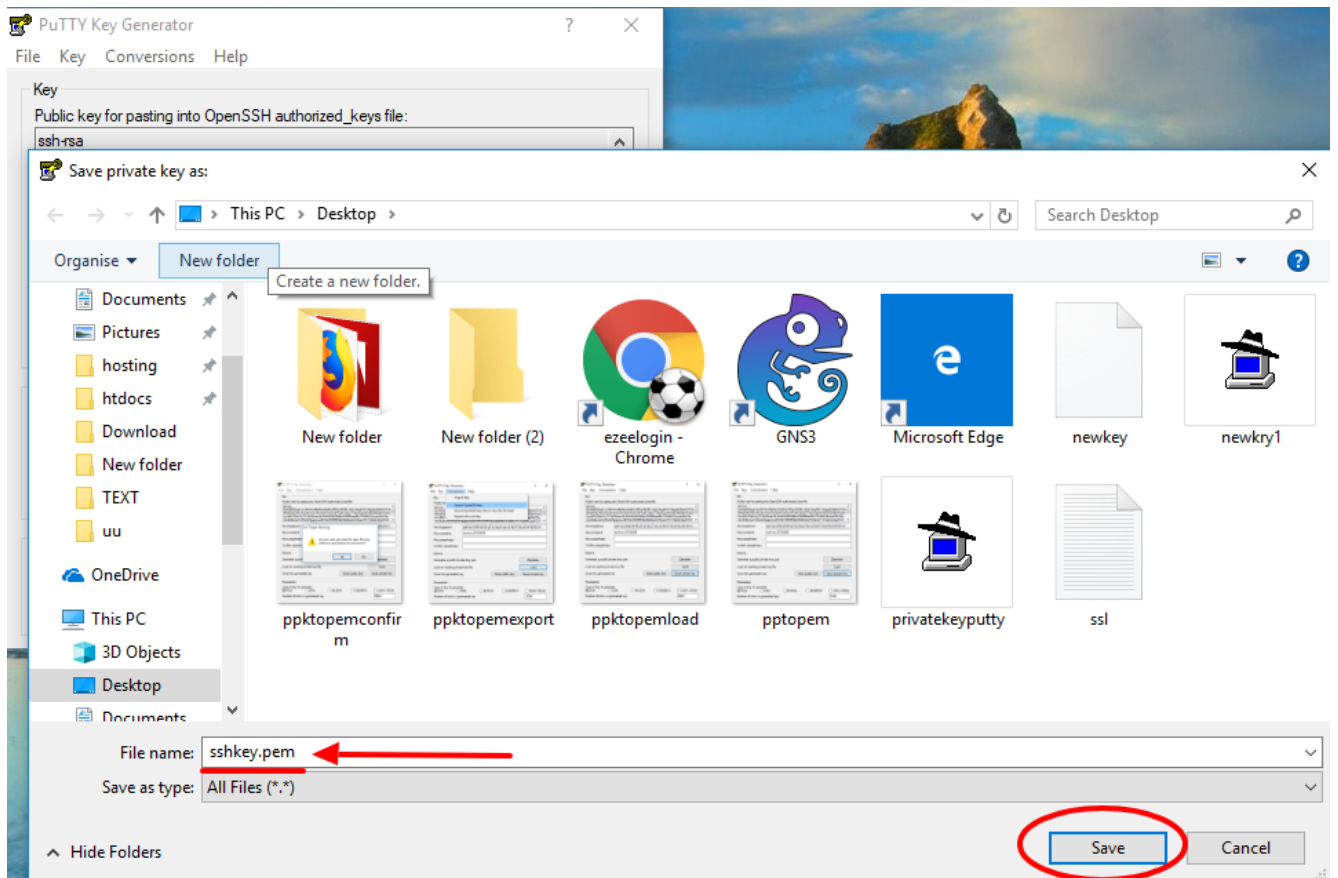 PuTTY Key Generator
?
File Key Conversions Help
Key
Public key for pasting into OpenSSH authorized_keys file:
ssh-rsa
Save private key as:
This PC > Desktop >
Search Desktop
Organise
New folder
Create a new folder.
Documents
Pictures
hosting
htdocs
Download
New folder
TEXT
uu
OneDrive
This PC
3D Objects
Desktop
Documents
New folder
New folder (2)
ezeelogin -
Chrome
GNS3
Microsoft Edge
newkey
newkry1
ppktopemconfir
m
ppktopemexport
ppktopemload
pptopem
privatekeyputty
ssl
File name: sshkey.pem
Save as type: All Files (*.*)
Hide Folders
Save
Cancel